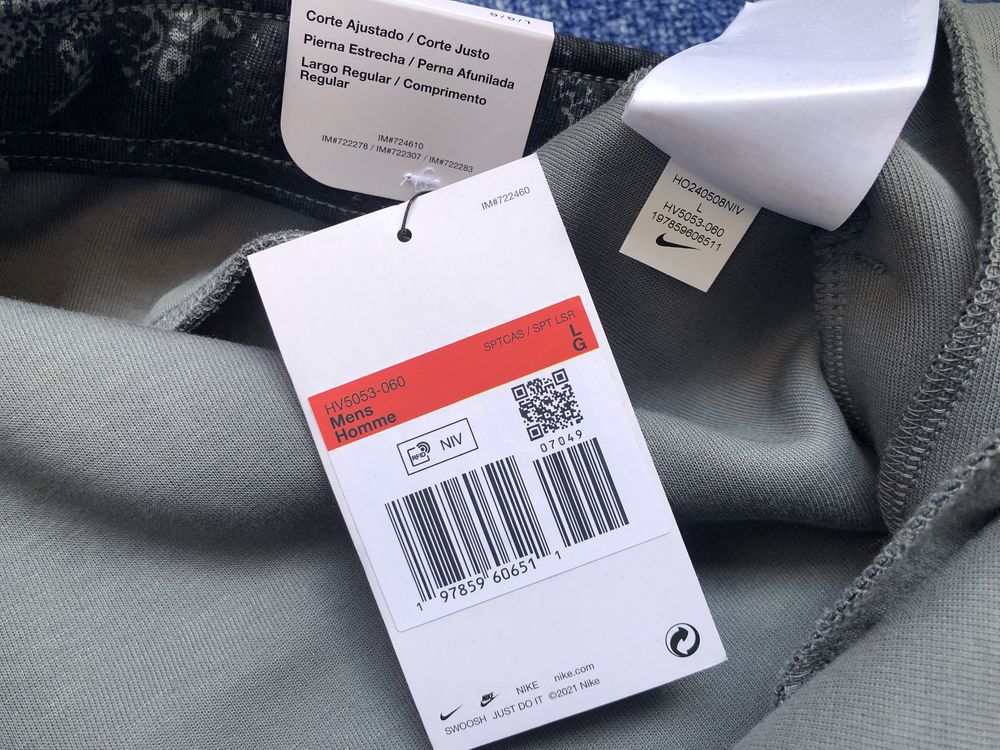 Corte Ajustado / Corte Justo
Pierna Estrecha / Perna Afunilada
Largo Regular / Comprimento
Regular
IM#724610
IM#722278 / IM#722307 / IM#722283
IM#722460
SPTCAS / SPT LSR
L
G
HV5053-060
Mens
Homme
RFID
NIV
07049
1 97859 60651 1
NIKE nike.com
SWOOSH JUST DO IT ©2021 Nike
HO240508NIV
L
HV5053-060
197859606511